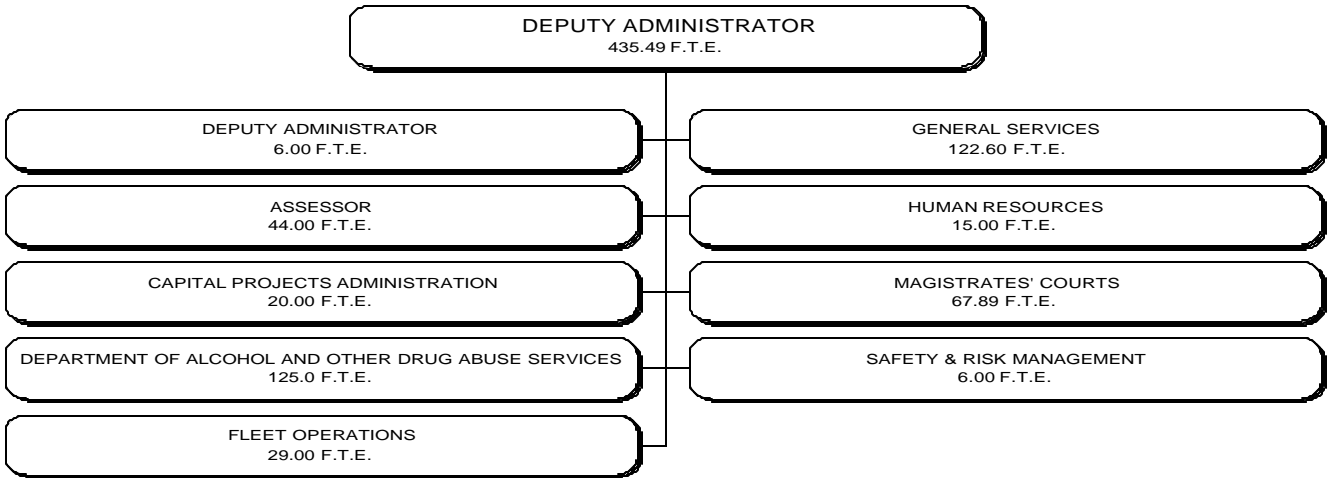 DEPUTY ADMINISTRATOR
435.49 F.T.E.
DEPUTY ADMINISTRATOR
6.00 F.T.E.
GENERAL SERVICES
122.60 F.T.E.
ASSESSOR
44.00 F.T.E.
HUMAN RESOURCES
15.00 F.T.E.
CAPITAL PROJECTS ADMINISTRATION
20.00 F.T.E.
MAGISTRATES' COURTS
67.89 F.T.E.
DEPARTMENT OF ALCOHOL AND OTHER DRUG ABUSE SERVICES
125.0 F.T.E.
SAFETY & RISK MANAGEMENT
6.00 F.T.E.
FLEET OPERATIONS
29.00 F.T.E.